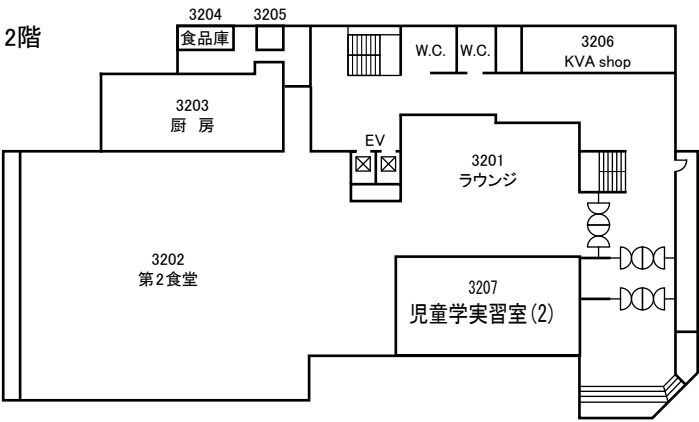 2階
3204
3205
食品庫
W.C.
W.C.
3206
KVA shop
3203
厨 房
EV
3201
ラウンジ
3202
第2食堂
3207
児童学実習室(2)